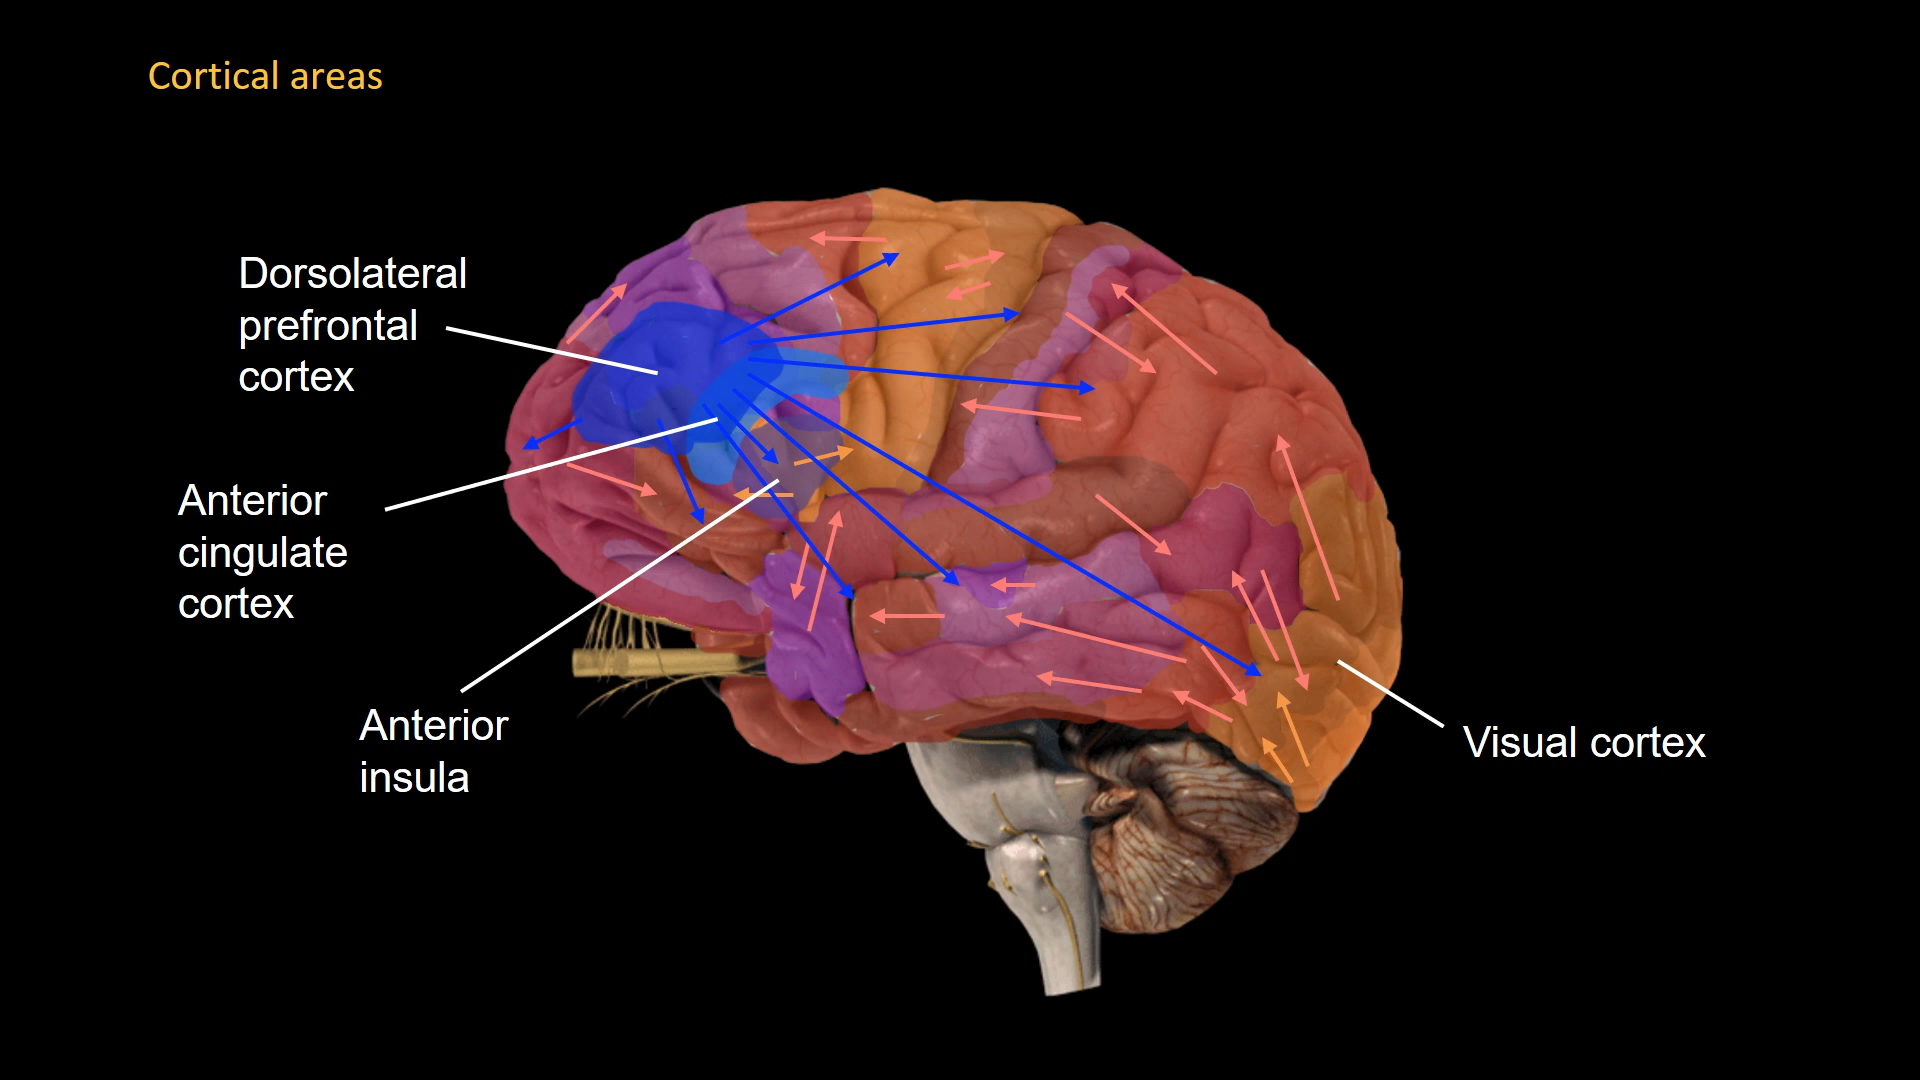 Cortical areas
Dorsolateral
prefrontal
cortex
Anterior
cingulate
cortex
Anterior
insula
Visual cortex